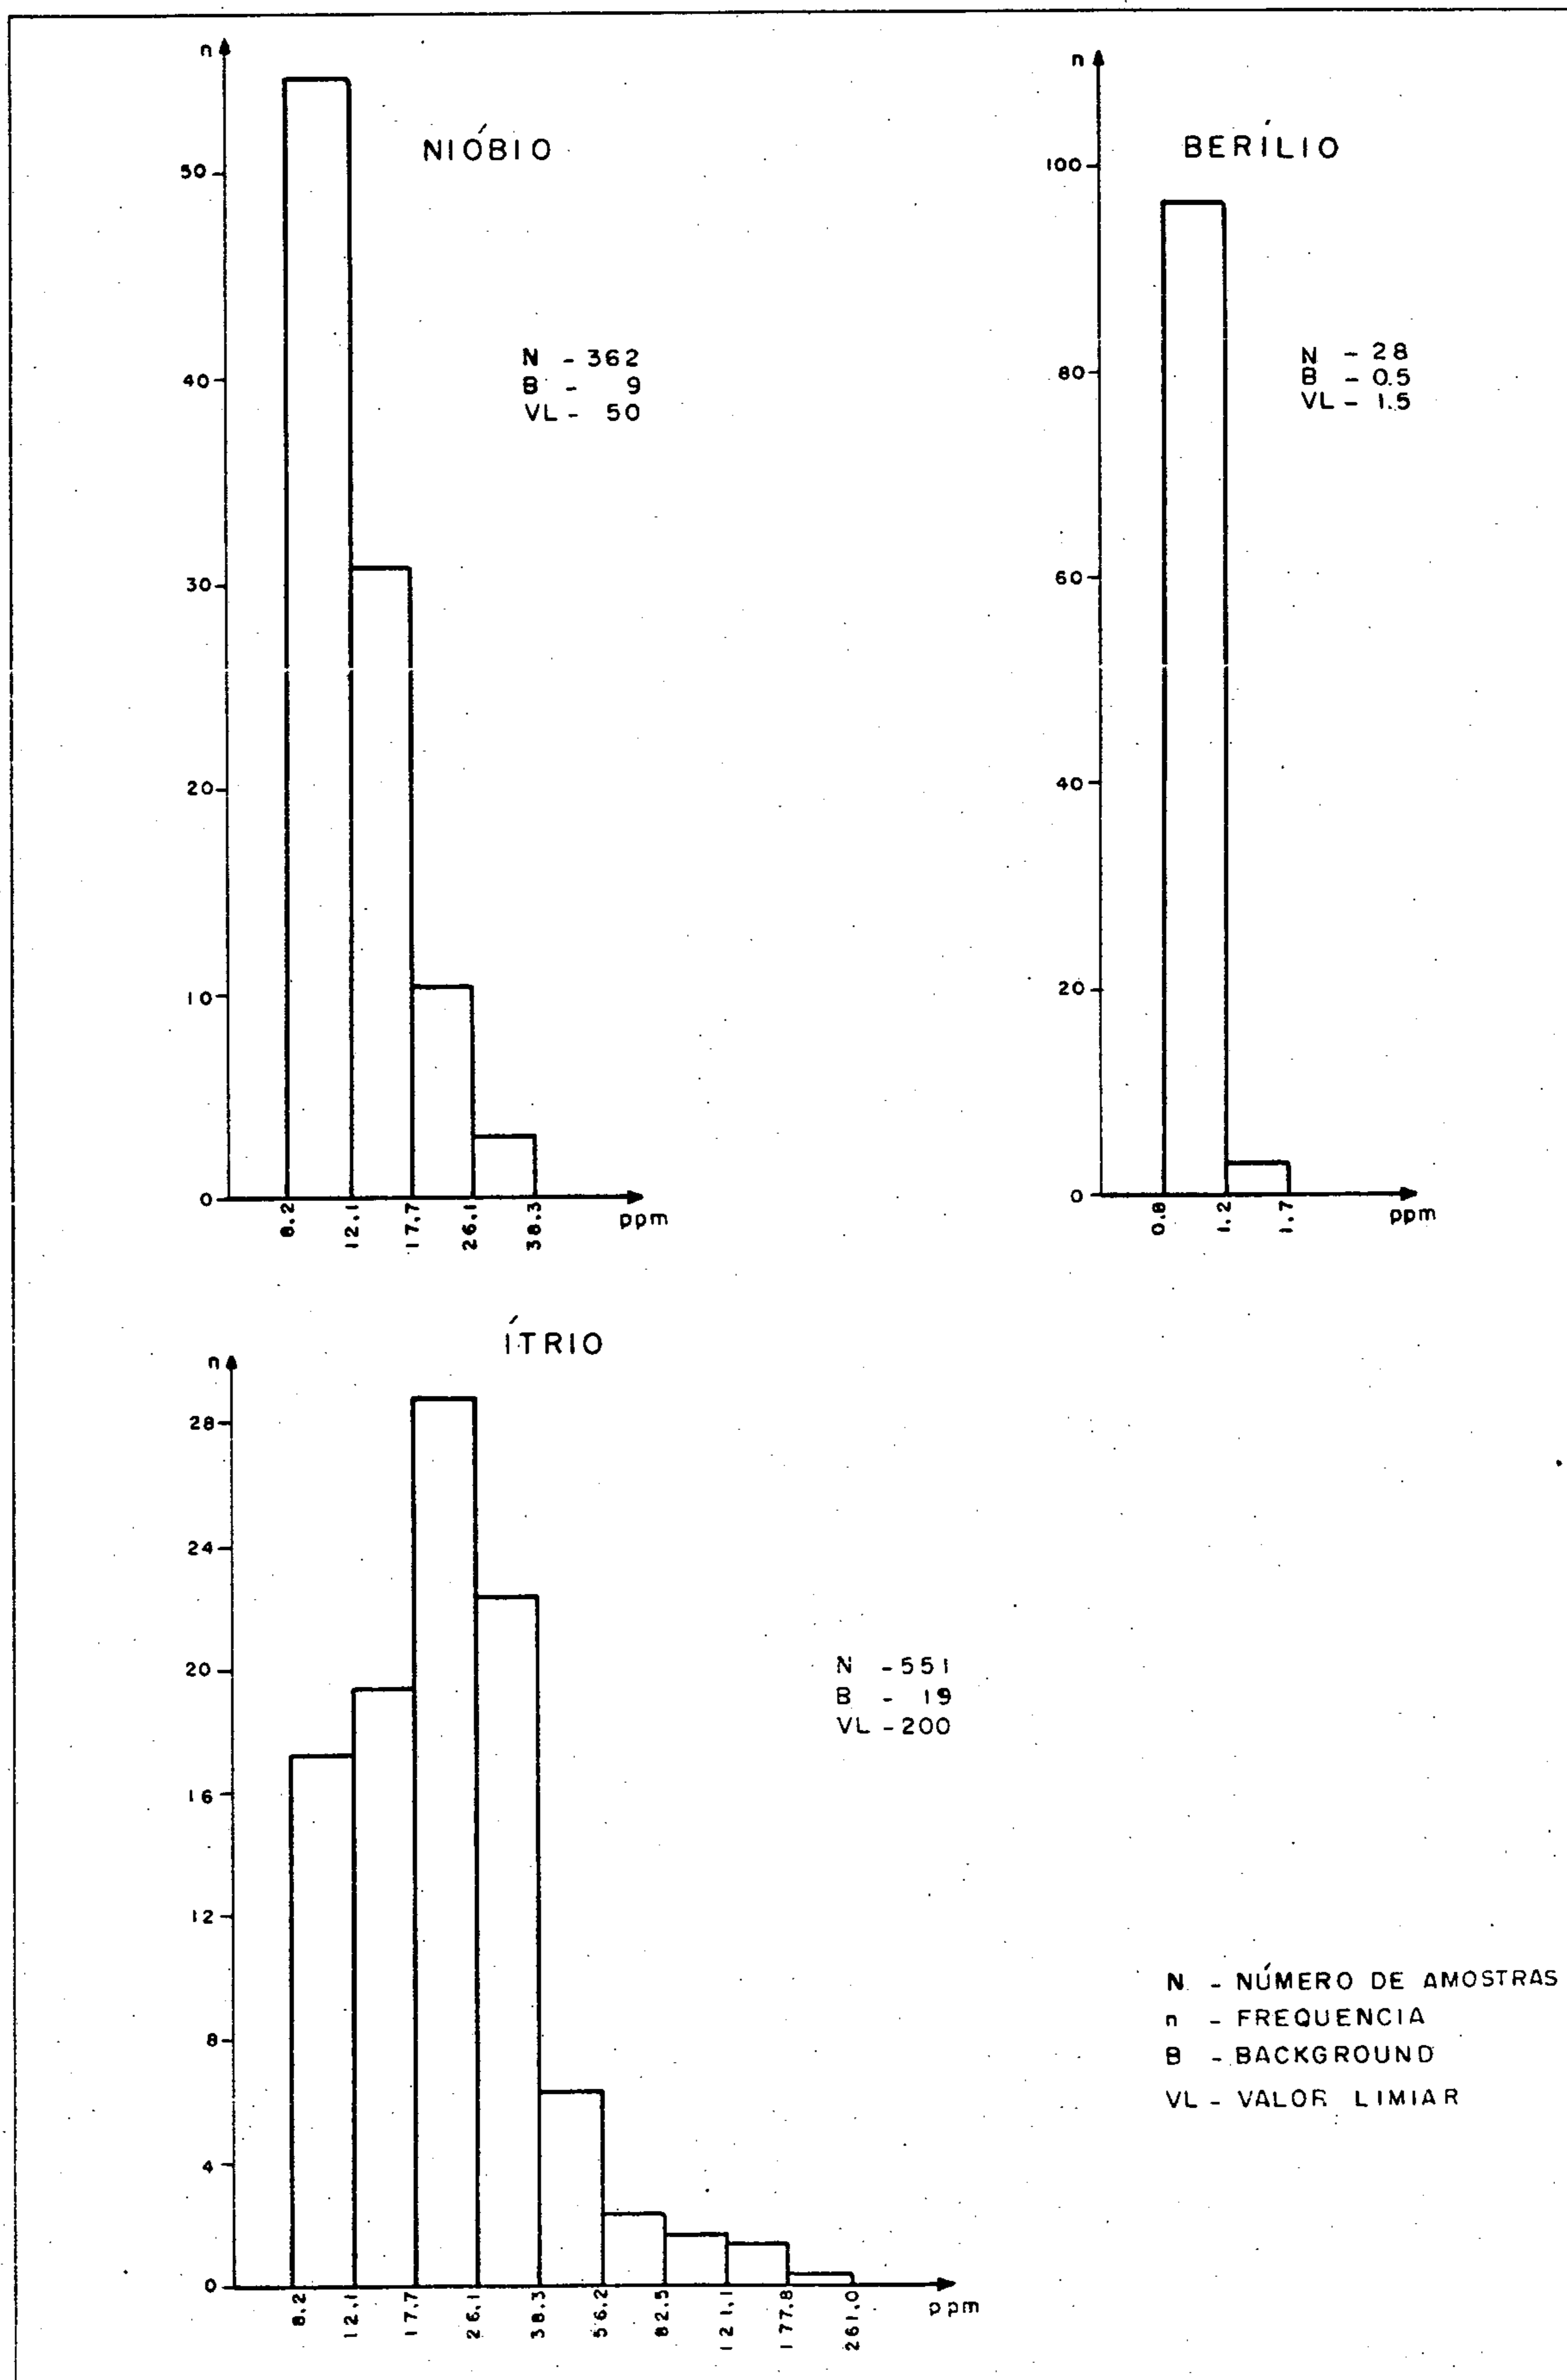 n
NIÓBIO
50
40
30
20
10
0
N - 362
B - 9
VL - 50
8.2
12.1
17.7
26.1
38.3
ppm
n
BERÍLIO
100
80
60
40
20
0
N - 28
B - 0.5
VL - 1.5
0.8
1.2
1.7
ppm
ÍTRIO
n
28
24
20
16
12
8
4
0
N - 551
B - 19
VL - 200
8.2
12.1
17.7
26.1
38.3
56.2
82.5
121.1
177.8
261.0
ppm
N - NÚMERO DE AMOSTRAS
n - FREQUENCIA
B - BACKGROUND
VL - VALOR LIMIAR